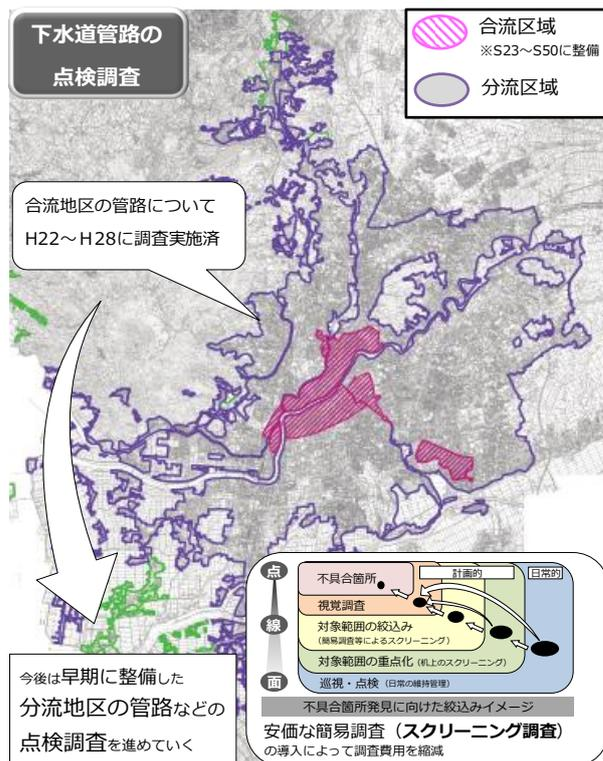 下水道管路の
点検調査
合流区域
※S23～S50に整備
分流区域
合流地区の管路について
H22～H28に調査実施済
点
線
面
計画的
日常的
不具合箇所
視覚調査
対象範囲の絞込み
（簡易調査等によるスクリーニング）
対象範囲の重点化（机上のスクリーニング）
巡視・点検（日常の維持管理）
不具合箇所発見に向けた絞込みイメージ
安価な簡易調査（スクリーニング調査）
の導入によって調査費用を縮減
今後は早期に整備した
分流地区の管路などの
点検調査を進めていく